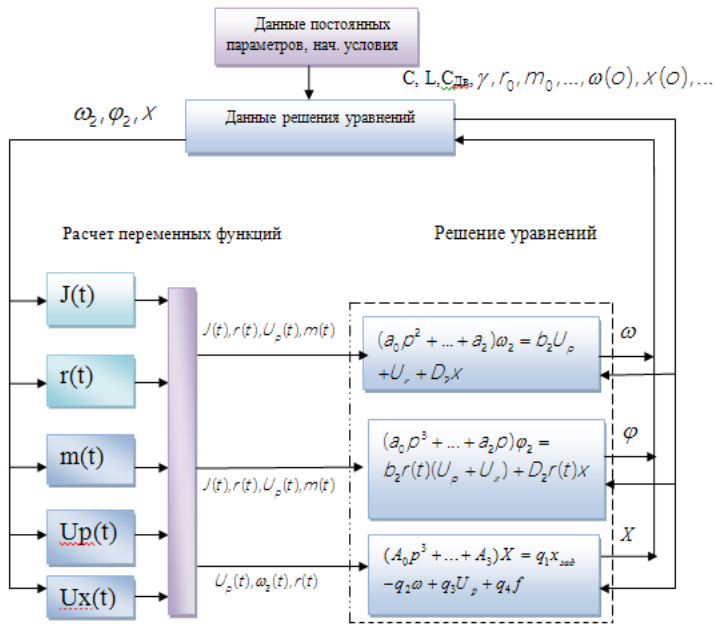 Данные постоянных
параметров, нач. условия
C, L,CДв, γ, r₀, m₀,..., ω(o), x(o),...
ω₂, φ₂, x
Данные решения уравнений
Расчет переменных функций
Решение уравнений
J(t)
r(t)
m(t)
Up(t)
Ux(t)
J(t), r(t), Uₚ(t), m(t)
J(t), r(t), Uₚ(t), m(t)
Uₚ(t), ω₂(t), r(t)
(a₀p² + ... + a₂)ω₂ = b₂Uₚ
+Uₓ + D₂x
ω
(a₀p³ + ... + a₂p)φ₂ =
b₂r(t)(Uₚ + Uₓ) + D₂r(t)x
φ
(A₀p³ + ... + A₃)X = q₁xзад
−q₂ω + q₃Uₚ + q₄f
X